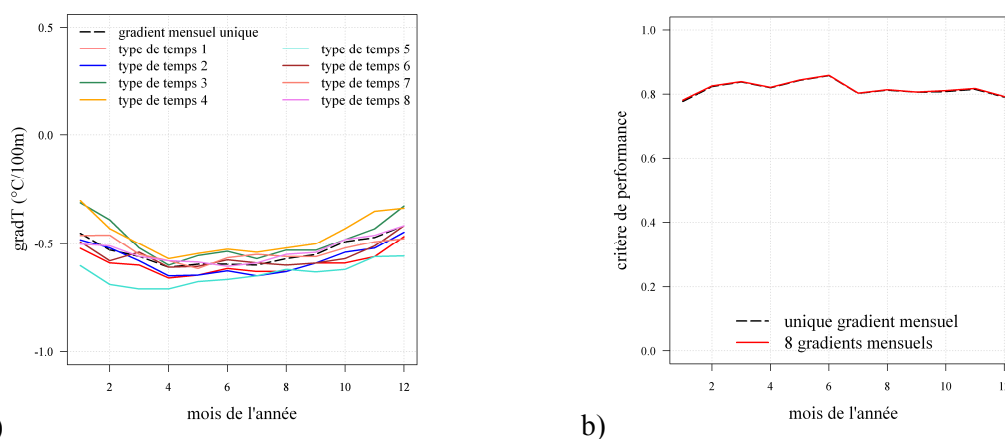 0.5
0.0
-0.5
-1.0
gradT (°C/100m)
gradient mensuel unique
type de temps 1
type de temps 2
type de temps 3
type de temps 4
type de temps 5
type de temps 6
type de temps 7
type de temps 8
2 4 6 8 10 12
mois de l'année
)
1.0
0.8
0.6
0.4
0.2
0.0
critère de performance
unique gradient mensuel
8 gradients mensuels
2 4 6 8 10 12
mois de l'année
b)